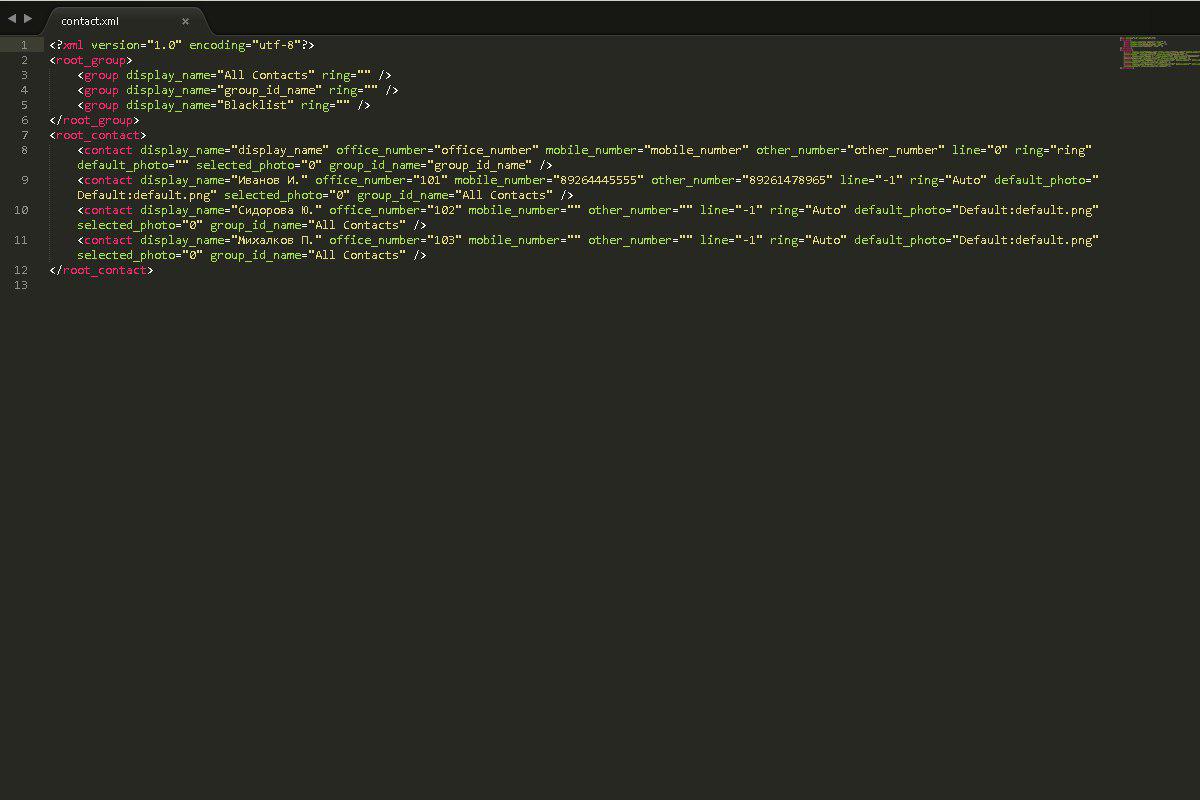 contact.xml
1 <?xml version="1.0" encoding="utf-8"?>
2 <root_group>
3 <group display_name="All Contacts" ring="" />
4 <group display_name="group_id_name" ring="" />
5 <group display_name="Blacklist" ring="" />
6 </root_group>
7 <root_contact>
8 <contact display_name="display_name" office_number="office_number" mobile_number="mobile_number" other_number="other_number" line="0" ring="ring"
default_photo="" selected_photo="0" group_id_name="group_id_name" />
9 <contact display_name="Иванов И." office_number="101" mobile_number="89264445555" other_number="89261478965" line="-1" ring="Auto" default_photo="
Default:default.png" selected_photo="0" group_id_name="All Contacts" />
10 <contact display_name="Сидорова Ю." office_number="102" mobile_number="" other_number="" line="-1" ring="Auto" default_photo="Default:default.png"
selected_photo="0" group_id_name="All Contacts" />
11 <contact display_name="Михалков П." office_number="103" mobile_number="" other_number="" line="-1" ring="Auto" default_photo="Default:default.png"
selected_photo="0" group_id_name="All Contacts" />
12 </root_contact>
13